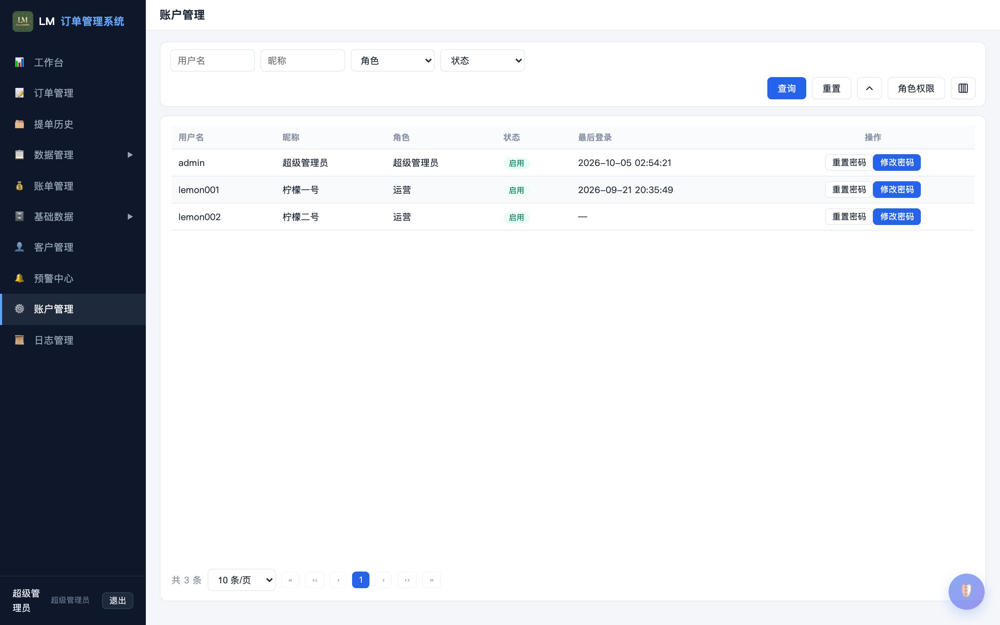 LM 订单管理系统
工作台
订单管理
提单历史
数据管理
账单管理
基础数据
客户管理
预警中心
账户管理
日志管理
超级管理员 超级管理员 退出
账户管理
用户名 昵称 角色 状态
查询 重置 角色权限
用户名 昵称 角色 状态 最后登录 操作
admin 超级管理员 超级管理员 启用 2026-10-05 02:54:21 重置密码 修改密码
lemon001 柠檬一号 运营 启用 2026-09-21 20:35:49 重置密码 修改密码
lemon002 柠檬二号 运营 启用 — 重置密码 修改密码
共 3 条 10 条/页 « ‹‹ ‹ 1 › ›› »